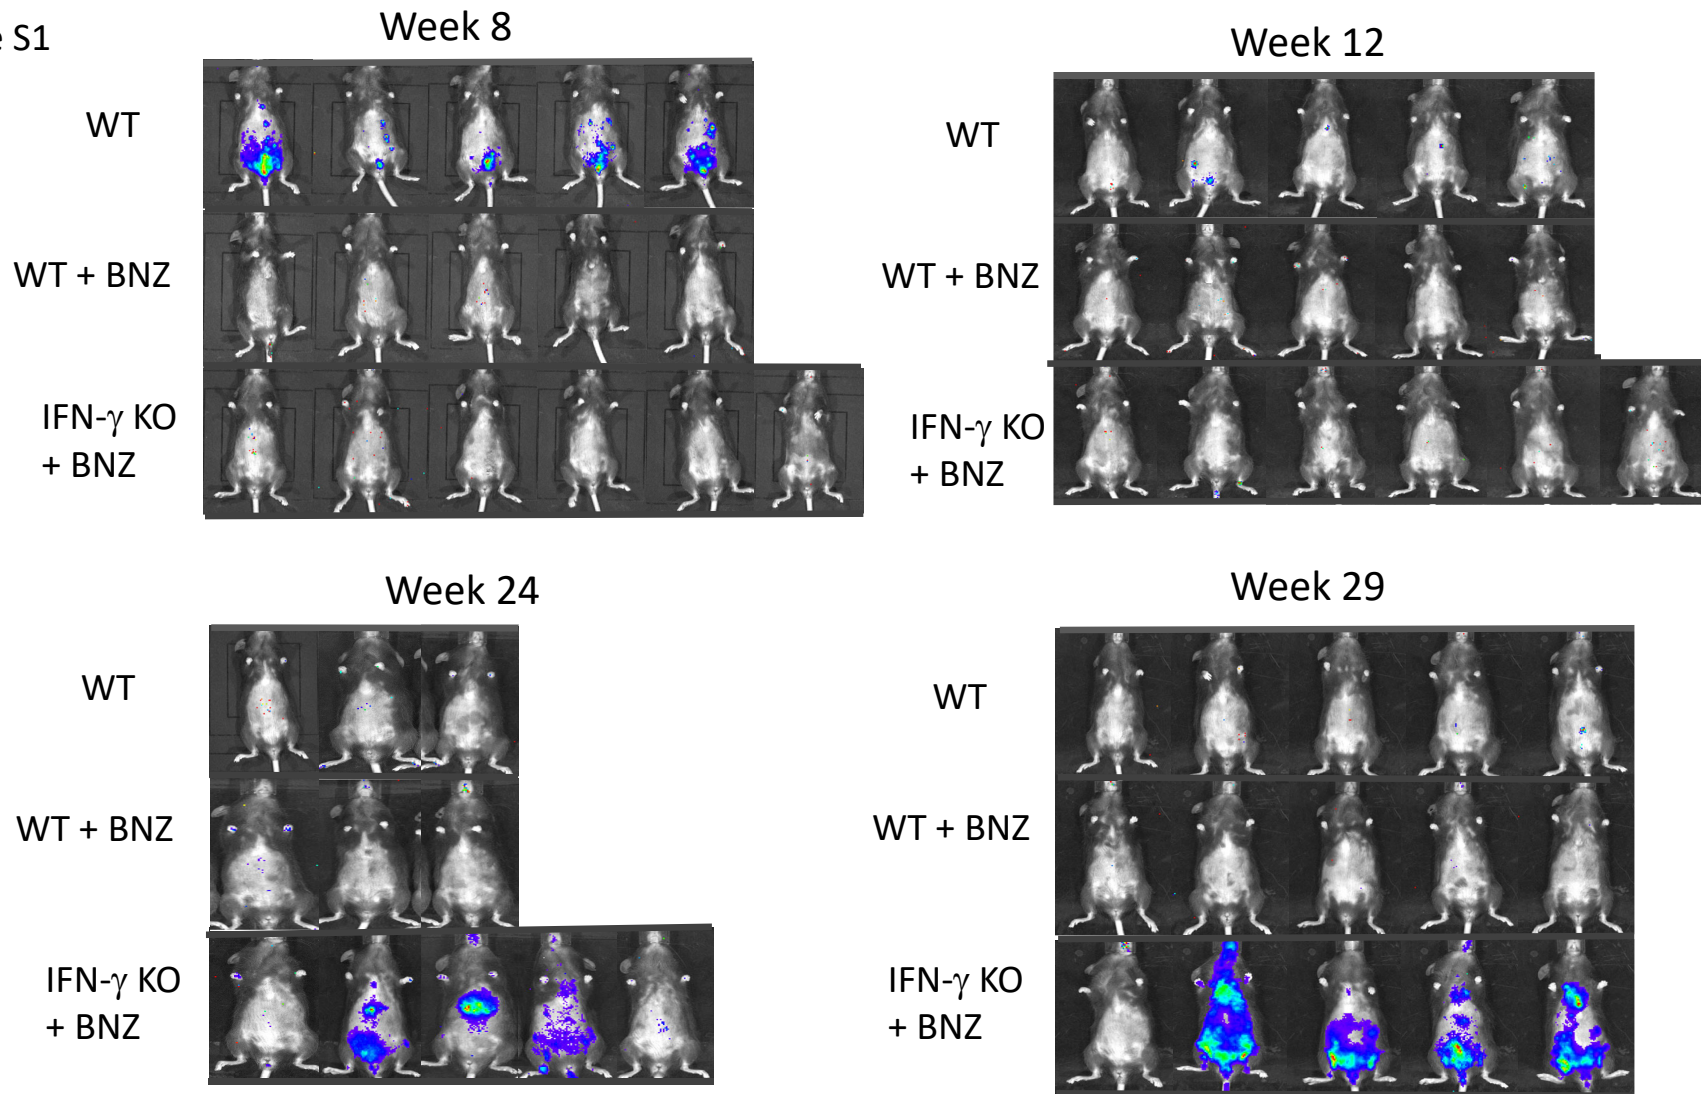 S1
Week 8
WT
WT + BNZ
IFN-γ KO
+ BNZ
Week 12
WT
WT + BNZ
IFN-γ KO
+ BNZ
Week 24
WT
WT + BNZ
IFN-γ KO
+ BNZ
Week 29
WT
WT + BNZ
IFN-γ KO
+ BNZ